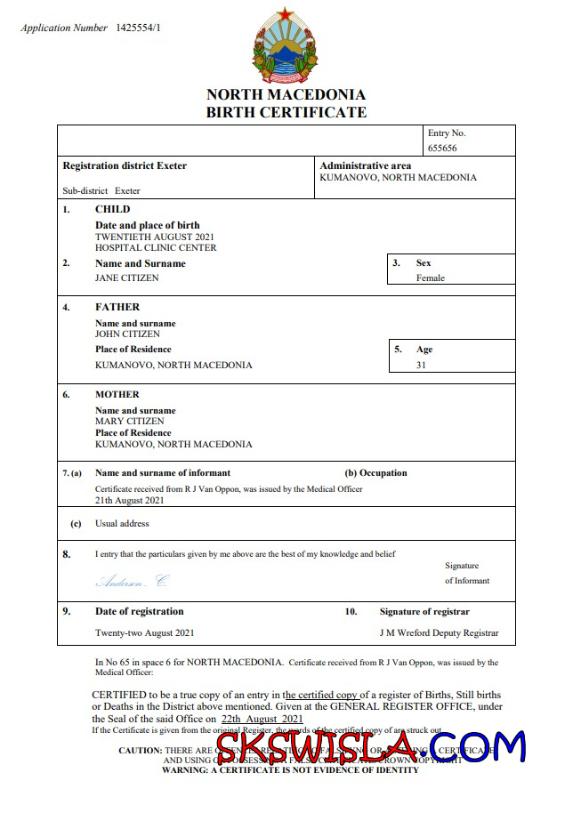 Application Number 1425554/1
NORTH MACEDONIA
BIRTH CERTIFICATE
Entry No.
655656
Registration district Exeter
Administrative area
KUMANOVO, NORTH MACEDONIA
Sub-district Exeter
1. CHILD
Date and place of birth
TWENTIETH AUGUST 2021
HOSPITAL CLINIC CENTER
2. Name and Surname
3. Sex
JANE CITIZEN
Female
4. FATHER
Name and surname
JOHN CITIZEN
Place of Residence
5. Age
KUMANOVO, NORTH MACEDONIA
31
6. MOTHER
Name and surname
MARY CITIZEN
Place of Residence
KUMANOVO, NORTH MACEDONIA
7. (a) Name and surname of informant
(b) Occupation
Certificate received from R J Van Oppon, was issued by the Medical Officer
21th August 2021
(c) Usual address
8. I entry that the particulars given by me above are the best of my knowledge and belief
Signature
of Informant
Anderson C
9. Date of registration
10. Signature of registrar
Twenty-two August 2021
J M Wreford Deputy Registrar
In No 65 in space 6 for NORTH MACEDONIA. Certificate received from R J Van Oppon, was issued by the
Medical Officer:
CERTIFIED to be a true copy of an entry in the certified copy of a register of Births, Still births
or Deaths in the District above mentioned. Given at the GENERAL REGISTER OFFICE, under
the Seal of the said Office on 22th August 2021
If the Certificate is given from the original Register, the words of the certified copy of are struck out
CAUTION: THERE ARE CERTIFICATE
AND USING CROWN COPYRIGHT
WARNING: A CERTIFICATE IS NOT EVIDENCE OF IDENTITY
SKSWISLA.COM